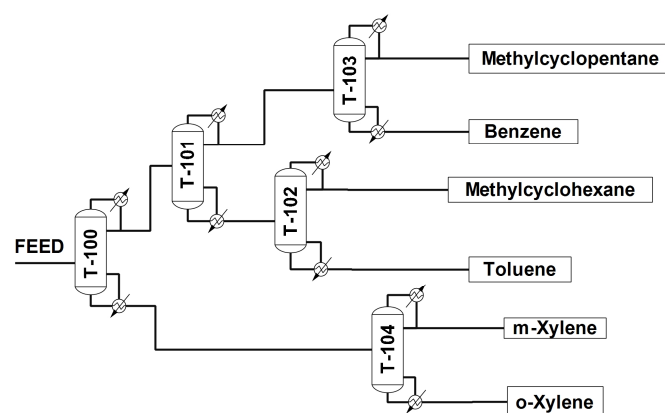 T-103
Methylcyclopentane
Benzene
T-101
T-102
Methylcyclohexane
FEED
T-100
Toluene
T-104
m-Xylene
o-Xylene